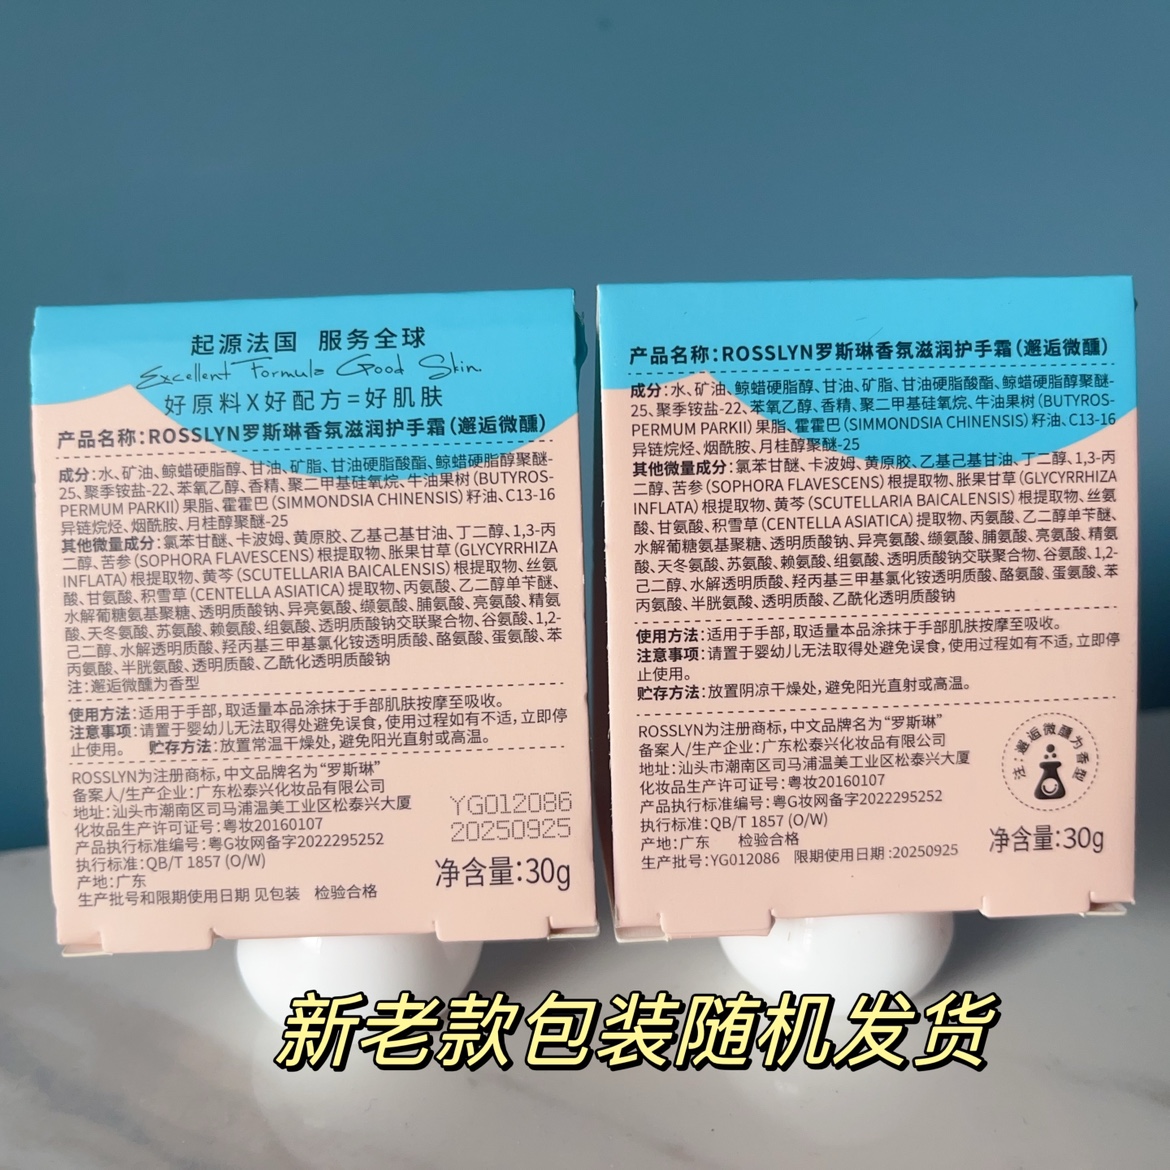 起源法国 服务全球
Excellent Formula Good Skin
好原料X好配方=好肌肤
产品名称:ROSSLYN罗斯琳香氛滋润护手霜(邂逅微醺)
成分:水、矿油、鲸蜡硬脂醇、甘油、矿脂、甘油硬脂酸酯、鲸蜡硬脂醇聚醚-
25、聚季铵盐-22、苯氧乙醇、香精、聚二甲基硅氧烷、牛油果树(BUTYROS-
PERMUM PARKII)果脂、霍霍巴(SIMMONDSIA CHINENSIS)籽油、C13-16
异链烷烃、烟酰胺、月桂醇聚醚-25
其他微量成分:氯苯甘醚、卡波姆、黄原胶、乙基己基甘油、丁二醇、1,3-丙
二醇、苦参(SOPHORA FLAVESCENS)根提取物、胀果甘草(GLYCYRRHIZA
INFLATA)根提取物、黄芩(SCUTELLARIA BAICALENSIS)根提取物、丝氨
酸、甘氨酸、积雪草(CENTELLA ASIATICA)提取物、丙氨酸、乙二醇单苄醚、
水解葡糖氨基聚糖、透明质酸钠、异亮氨酸、缬氨酸、脯氨酸、亮氨酸、精氨
酸、天冬氨酸、苏氨酸、赖氨酸、组氨酸、透明质酸钠交联聚合物、谷氨酸、1,2-
己二醇、水解透明质酸、羟丙基三甲基氯化铵透明质酸、酪氨酸、蛋氨酸、苯
丙氨酸、半胱氨酸、透明质酸、乙酰化透明质酸钠
注:邂逅微醺为香型
使用方法:适用于手部,取适量本品涂抹于手部肌肤按摩至吸收。
注意事项:请置于婴幼儿无法取得处避免误食,使用过程如有不适,立即停
止使用。 贮存方法:放置常温干燥处,避免阳光直射或高温。
ROSSLYN为注册商标,中文品牌名为“罗斯琳”
备案人/生产企业:广东松泰兴化妆品有限公司
地址:汕头市潮南区司马浦温美工业区松泰兴大厦
化妆品生产许可证号:粤妆20160107
产品执行标准编号:粤G妆网备字2022295252
执行标准:QB/T 1857 (O/W)
产地:广东
生产批号和限期使用日期 见包装 检验合格
YG012086
20250925
净含量:30g
产品名称:ROSSLYN罗斯琳香氛滋润护手霜(邂逅微醺)
成分:水、矿油、鲸蜡硬脂醇、甘油、矿脂、甘油硬脂酸酯、鲸蜡硬脂醇聚醚-
25、聚季铵盐-22、苯氧乙醇、香精、聚二甲基硅氧烷、牛油果树(BUTYROS-
PERMUM PARKII)果脂、霍霍巴(SIMMONDSIA CHINENSIS)籽油、C13-16
异链烷烃、烟酰胺、月桂醇聚醚-25
其他微量成分:氯苯甘醚、卡波姆、黄原胶、乙基己基甘油、丁二醇、1,3-丙
二醇、苦参(SOPHORA FLAVESCENS)根提取物、胀果甘草(GLYCYRRHIZA
INFLATA)根提取物、黄芩(SCUTELLARIA BAICALENSIS)根提取物、丝氨
酸、甘氨酸、积雪草(CENTELLA ASIATICA)提取物、丙氨酸、乙二醇单苄醚、
水解葡糖氨基聚糖、透明质酸钠、异亮氨酸、缬氨酸、脯氨酸、亮氨酸、精氨
酸、天冬氨酸、苏氨酸、赖氨酸、组氨酸、透明质酸钠交联聚合物、谷氨酸、1,2-
己二醇、水解透明质酸、羟丙基三甲基氯化铵透明质酸、酪氨酸、蛋氨酸、苯
丙氨酸、半胱氨酸、透明质酸、乙酰化透明质酸钠
使用方法:适用于手部,取适量本品涂抹于手部肌肤按摩至吸收。
注意事项:请置于婴幼儿无法取得处避免误食,使用过程如有不适,立即停
止使用。
贮存方法:放置阴凉干燥处,避免阳光直射或高温。
ROSSLYN为注册商标,中文品牌名为“罗斯琳”
备案人/生产企业:广东松泰兴化妆品有限公司
地址:汕头市潮南区司马浦温美工业区松泰兴大厦
化妆品生产许可证号:粤妆20160107
产品执行标准编号:粤G妆网备字2022295252
执行标准:QB/T 1857 (O/W)
产地:广东 检验合格
生产批号:YG012086 限期使用日期:20250925
注:邂逅微醺为香型
净含量:30g
新老款包装随机发货